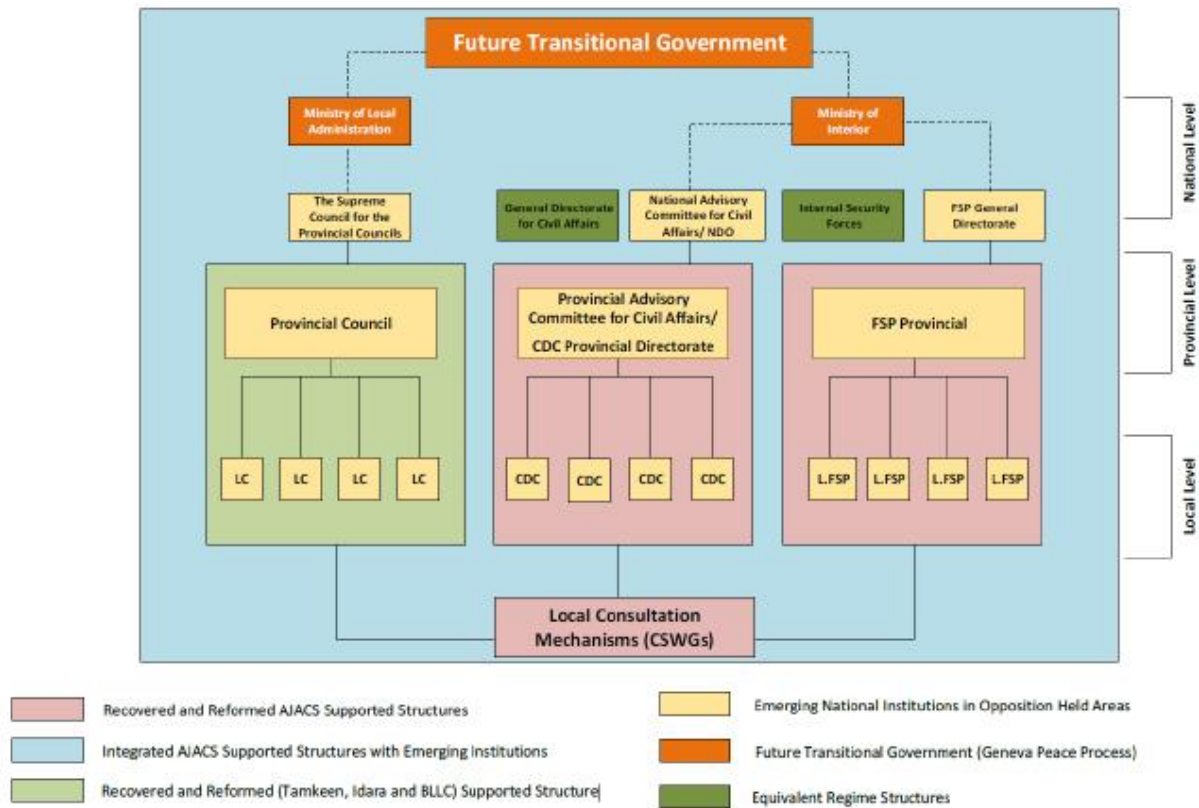 Future Transitional Government
Ministry of Local
Administration
Ministry of
Interior
National Level
The Supreme
Council for the
Provincial Councils
General Directorate
for Civil Affairs
National Advisory
Committee for Civil
Affairs/ NDO
Internal Security
Forces
FSP General
Directorate
Provincial Level
Provincial Council
Provincial Advisory
Committee for Civil Affairs/
CDC Provincial Directorate
FSP Provincial
Local Level
LC
LC
LC
LC
CDC
CDC
CDC
CDC
L.FSP
L.FSP
L.FSP
L.FSP
Local Consultation
Mechanisms (CSWGs)
Recovered and Reformed AJACS Supported Structures
Integrated AJACS Supported Structures with Emerging Institutions
Recovered and Reformed (Tamkeen, Idara and BLLC) Supported Structure
Emerging National Institutions in Opposition Held Areas
Future Transitional Government (Geneva Peace Process)
Equivalent Regime Structures